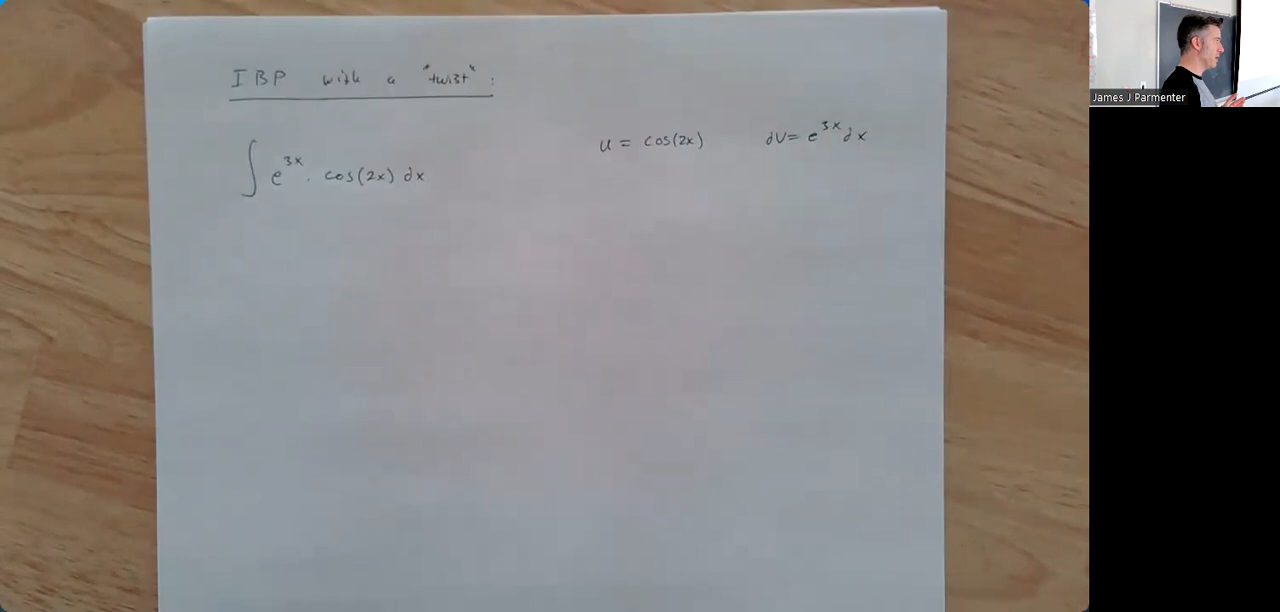 IBP with a "twist":
∫ e^{3x} · cos(2x) dx
u = cos(2x) dv = e^{3x} dx
James J Parmenter